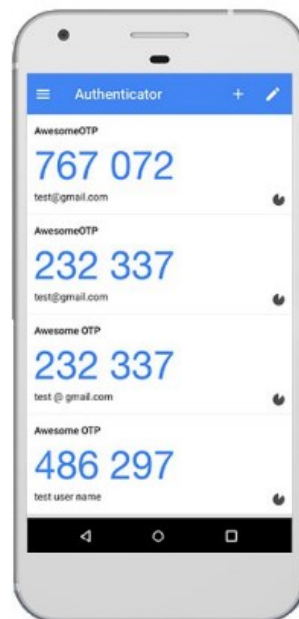 Authenticator
AwesomeOTP
767 072
test@gmail.com
AwesomeOTP
232 337
test@gmail.com
Awesome OTP
232 337
test @ gmail.com
Awesome OTP
486 297
test user name